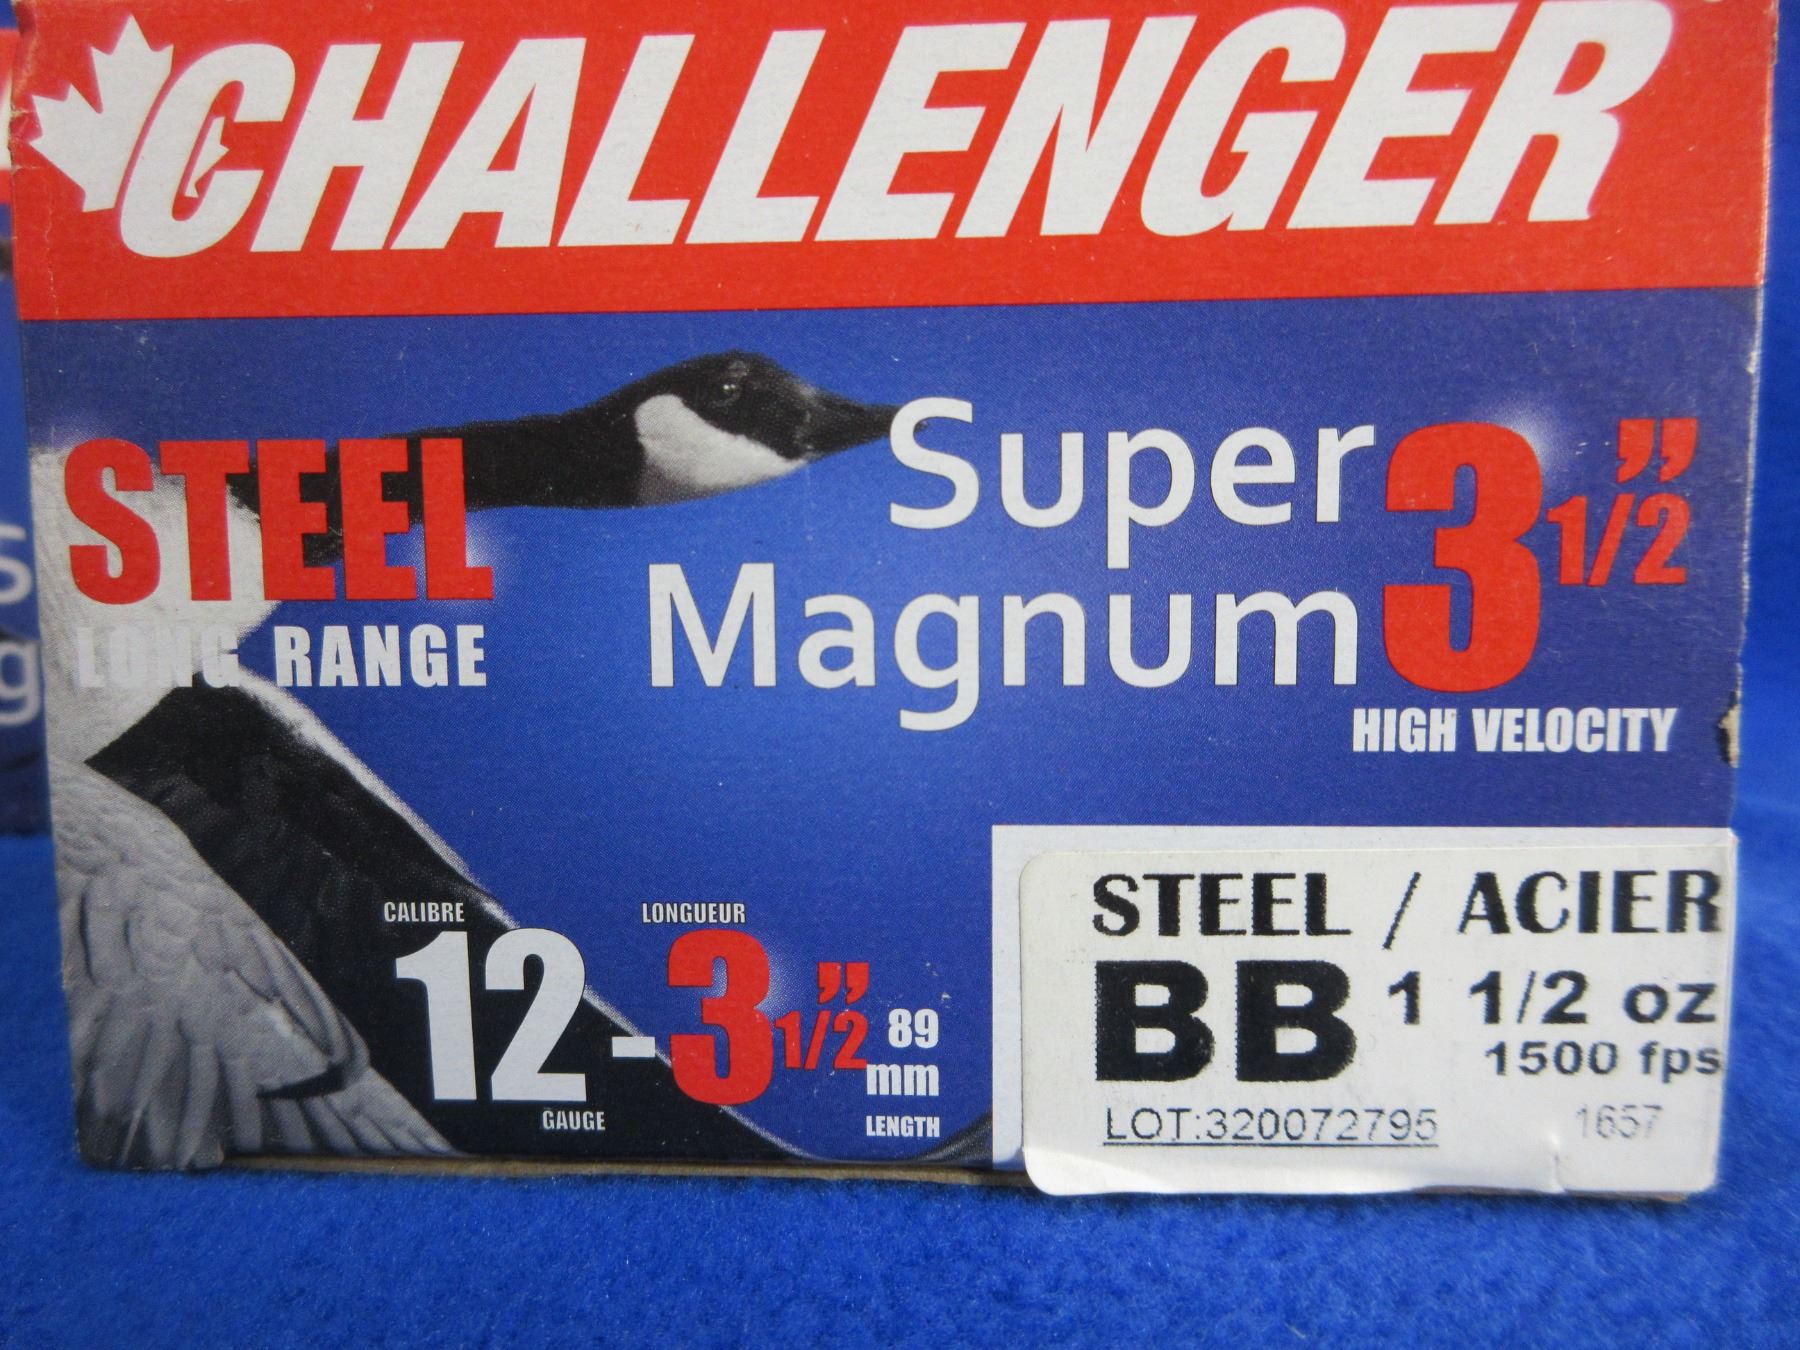 CHALLENGER
STEEL
LONG RANGE
Super
Magnum 3 1/2”
HIGH VELOCITY
CALIBRE
LONGUEUR
12-3 1/2” 89 mm
GAUGE
LENGTH
STEEL / ACIER
BB 1 1/2 oz
1500 fps
LOT:320072795 1657